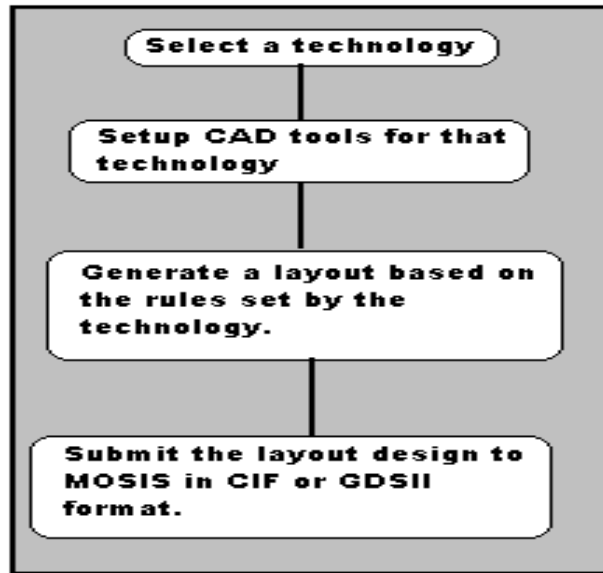 Select a technology
Setup CAD tools for that
technology
Generate a layout based on
the rules set by the
technology.
Submit the layout design to
MOSIS in CIF or GDSII
format.